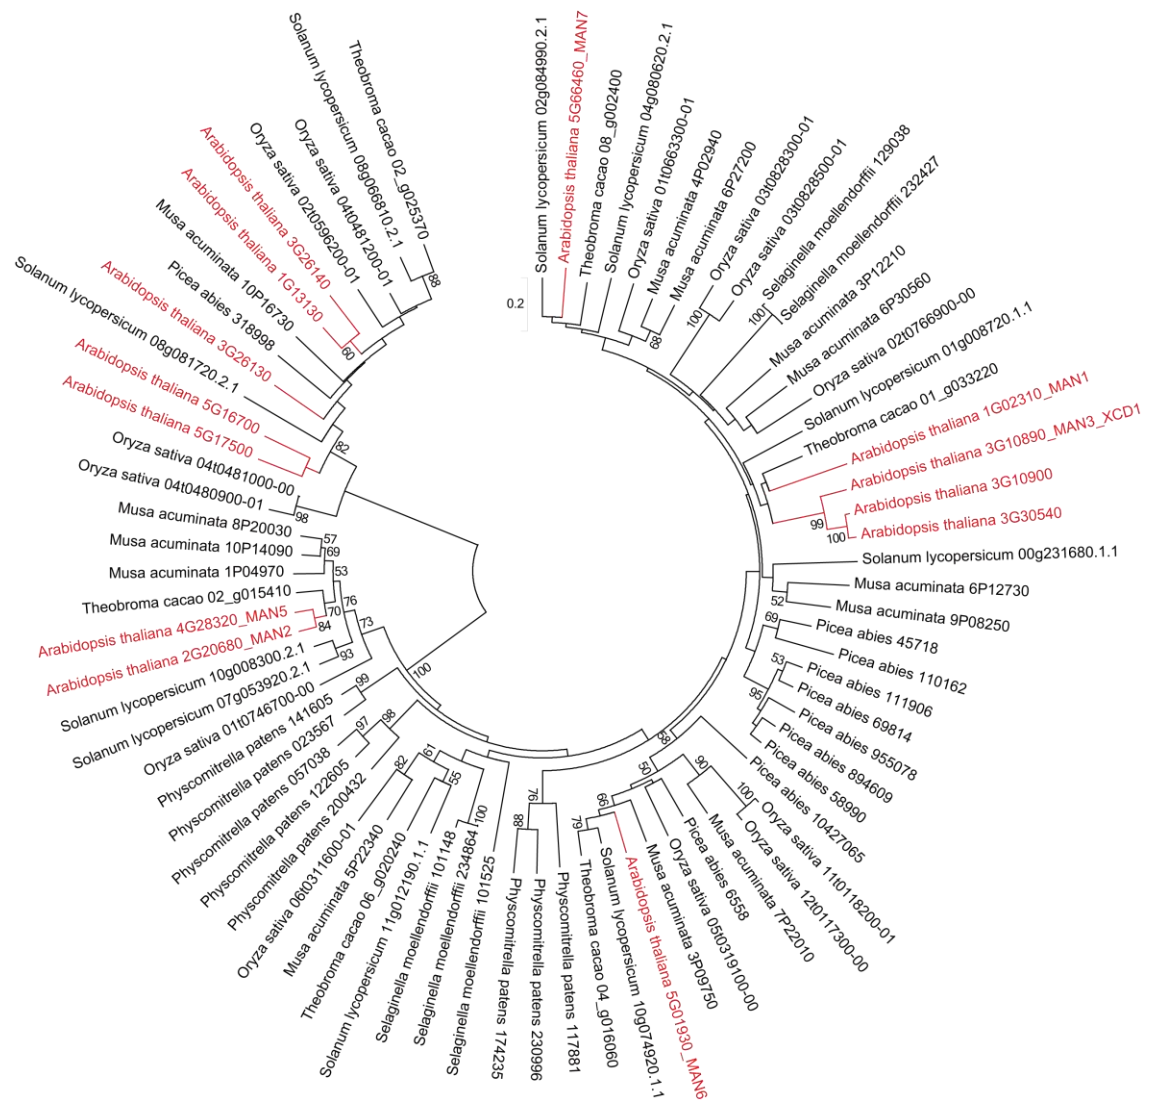 Solanum lycopersicum 02g084990.2.1
Arabidopsis thaliana 5G66460_MAN7
Theobroma cacao 08_g002400
Solanum lycopersicum 04g080620.2.1
Oryza sativa 01t0663300-01
Musa acuminata 4P02940
Musa acuminata 6P27200
68
Oryza sativa 03t0828300-01
Oryza sativa 03t0828500-01
100
Selaginella moellendorffii 129038
Selaginella moellendorffii 232427
100
Musa acuminata 3P12210
Musa acuminata 6P30560
Oryza sativa 02t0766900-00
Solanum lycopersicum 01g008720.1.1
Theobroma cacao 01_g033220
Arabidopsis thaliana 1G02310_MAN1
Arabidopsis thaliana 3G10890_MAN3_XCD1
Arabidopsis thaliana 3G10900
Arabidopsis thaliana 3G30540
99
100
Solanum lycopersicum 00g231680.1.1
Musa acuminata 6P12730
Musa acuminata 9P08250
52
Picea abies 45718
Picea abies 110162
69
Picea abies 111906
Picea abies 69814
53
Picea abies 955078
95
Picea abies 894609
Picea abies 58990
Picea abies 10427065
68
Oryza sativa 11t0118200-01
Oryza sativa 12t0117300-00
100
Musa acuminata 7P22010
90
Picea abies 6558
50
Oryza sativa 05t0319100-00
Musa acuminata 3P09750
Arabidopsis thaliana 5G01930_MAN6
66
Solanum lycopersicum 10g074920.1.1
Theobroma cacao 04_g016060
79
Physcomitrella patens 117881
Physcomitrella patens 230996
Physcomitrella patens 174235
76
88
Selaginella moellendorffii 101525
Selaginella moellendorffii 234864
Selaginella moellendorffii 101148
100
Solanum lycopersicum 11g012190.1.1
Theobroma cacao 06_g020240
55
61
Musa acuminata 5P22340
Oryza sativa 06t0311600-01
82
Physcomitrella patens 200432
Physcomitrella patens 122605
Physcomitrella patens 057038
98
97
Physcomitrella patens 023567
Physcomitrella patens 141605
99
100
Oryza sativa 01t0746700-00
Solanum lycopersicum 07g053920.2.1
Solanum lycopersicum 10g008300.2.1
93
73
Arabidopsis thaliana 2G20680_MAN2
Arabidopsis thaliana 4G28320_MAN5
84
70
76
Theobroma cacao 02_g015410
Musa acuminata 1P04970
53
Musa acuminata 10P14090
Musa acuminata 8P20030
69
57
Oryza sativa 04t0480900-01
Oryza sativa 04t0481000-00
98
Arabidopsis thaliana 5G17500
Arabidopsis thaliana 5G16700
82
Solanum lycopersicum 08g081720.2.1
Arabidopsis thaliana 3G26130
Picea abies 318998
Musa acuminata 10P16730
Arabidopsis thaliana 1G13130
Arabidopsis thaliana 3G26140
60
Oryza sativa 02t0596200-01
Oryza sativa 04t0481200-01
Solanum lycopersicum 08g066810.2.1
Theobroma cacao 02_g025370
88
0.2